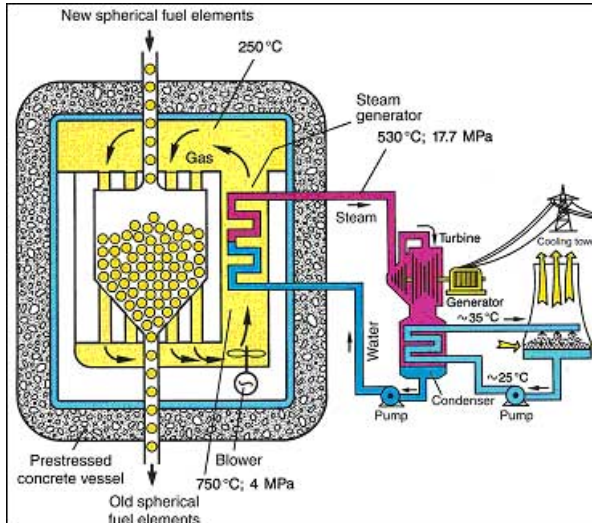 New spherical fuel elements
250°C
Steam
generator
530°C; 17.7 MPa
Gas
Steam
Turbine
Cooling towe
Generator
~35°C
Water
~25°C
Condenser
Pump
Pump
Prestressed
concrete vessel
Blower
750°C; 4 MPa
Old spherical
fuel elements